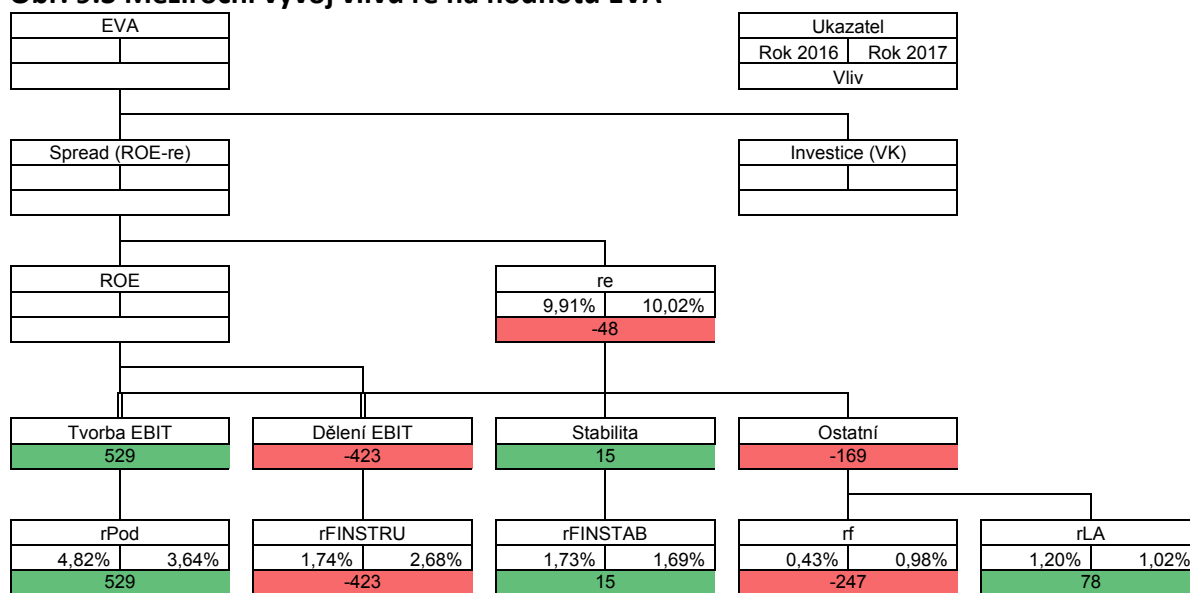 EVA
Ukazatel
Rok 2016 Rok 2017
Vliv
Spread (ROE-re)
Investice (VK)
ROE
re
9,91% 10,02%
-48
Tvorba EBIT
Dělení EBIT
Stabilita
Ostatní
529
-423
15
-169
rPod
rFINSTRU
rFINSTAB
rf
rLA
4,82% 3,64%
1,74% 2,68%
1,73% 1,69%
0,43% 0,98%
1,20% 1,02%
529
-423
15
-247
78